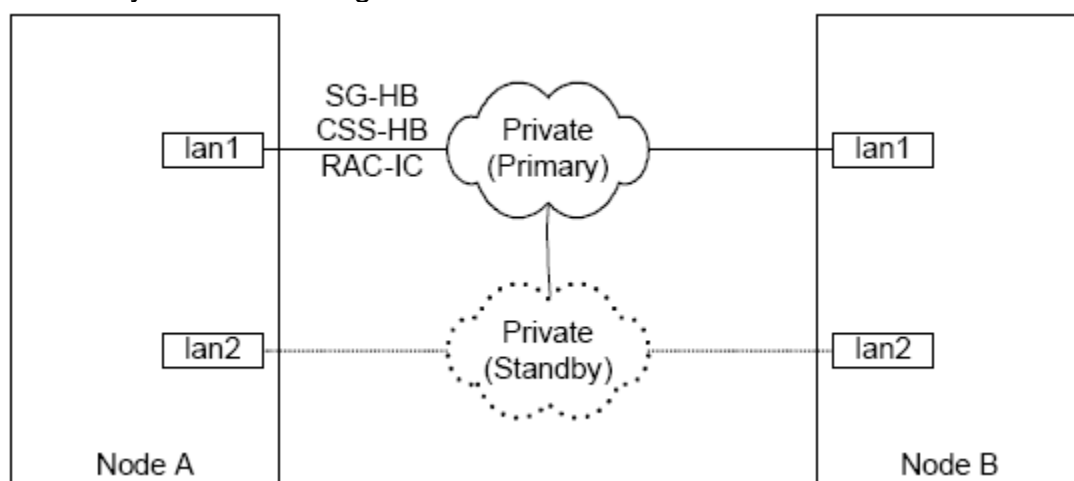 SG-HB
CSS-HB
RAC-IC
lan1
Private
(Primary)
lan1
lan2
Private
(Standby)
lan2
Node A
Node B